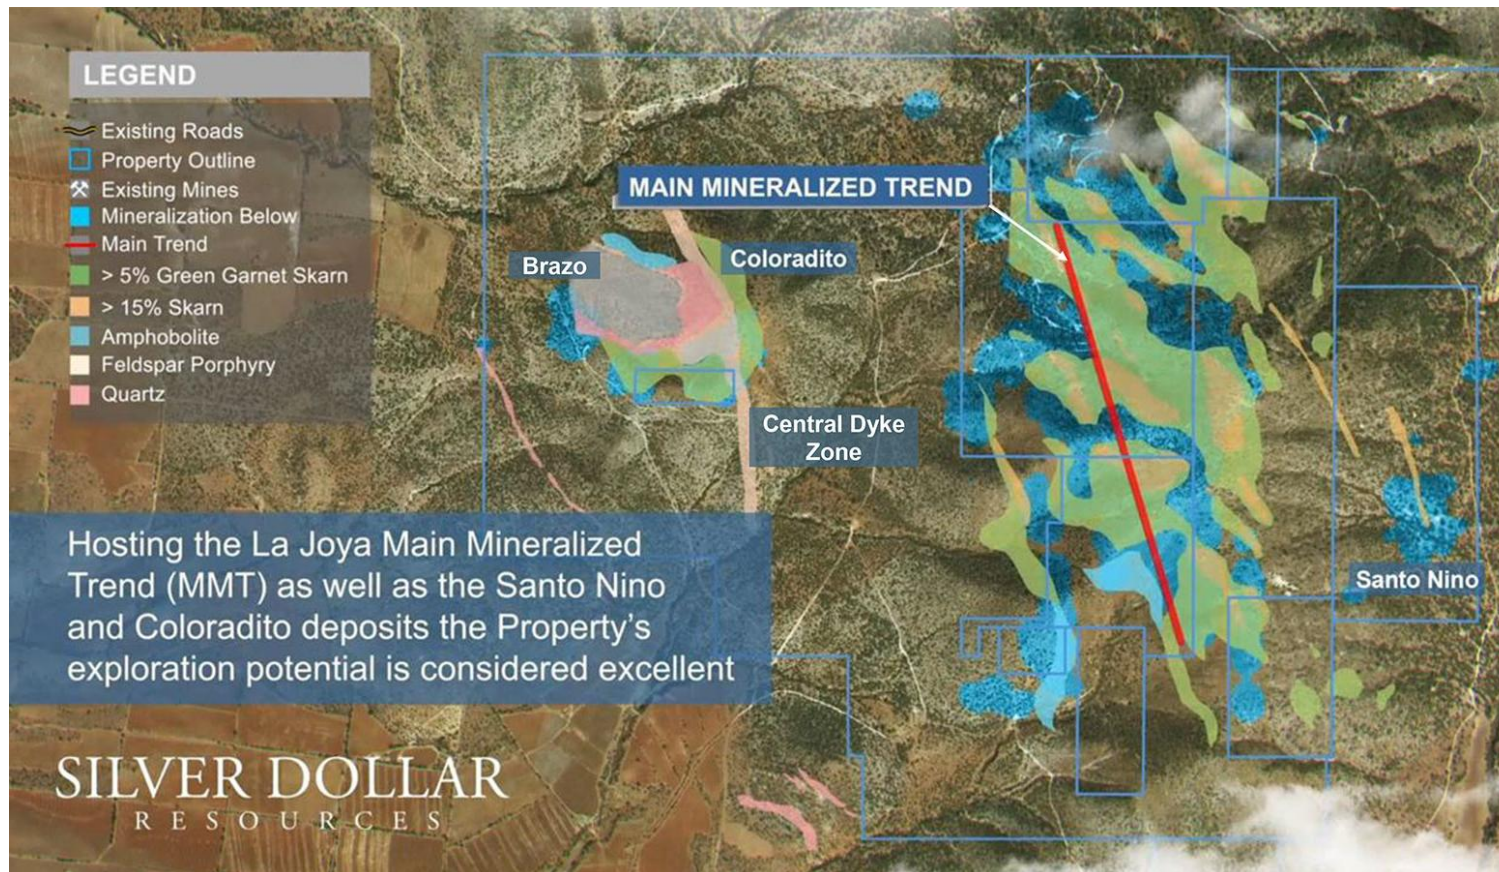 LEGEND
Existing Roads
Property Outline
Existing Mines
Mineralization Below
Main Trend
> 5% Green Garnet Skarn
> 15% Skarn
Amphobolite
Feldspar Porphyry
Quartz
MAIN MINERALIZED TREND
Brazo
Coloradito
Central Dyke
Zone
Santo Nino
Hosting the La Joya Main Mineralized
Trend (MMT) as well as the Santo Nino
and Coloradito deposits the Property’s
exploration potential is considered excellent
SILVER DOLLAR
RESOURCES